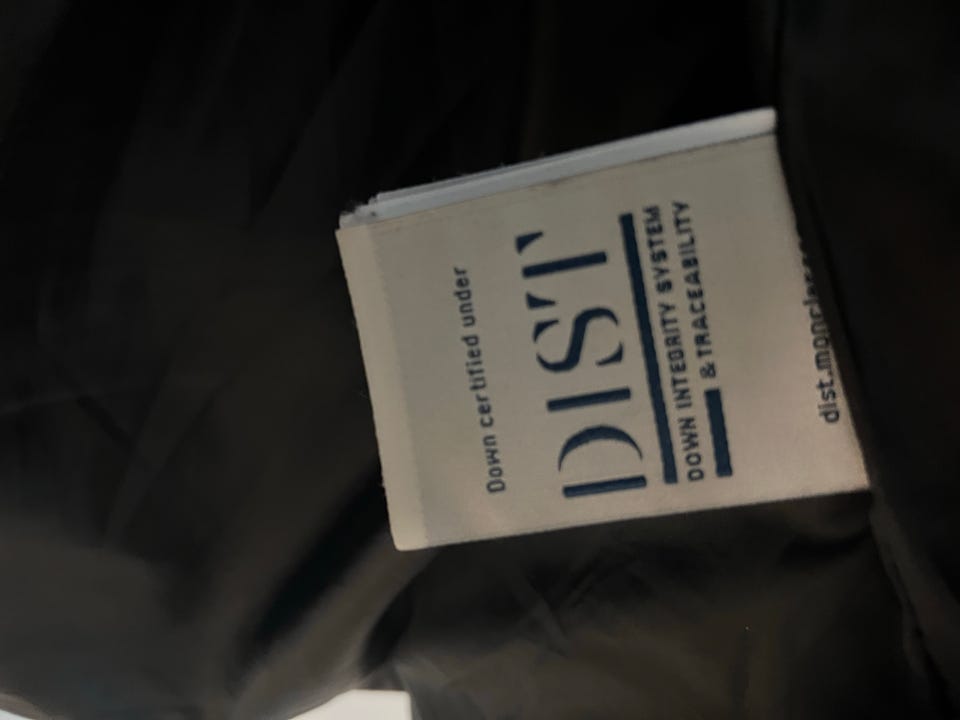 Down certified under
DIST
DOWN INTEGRITY SYSTEM
& TRACEABILITY